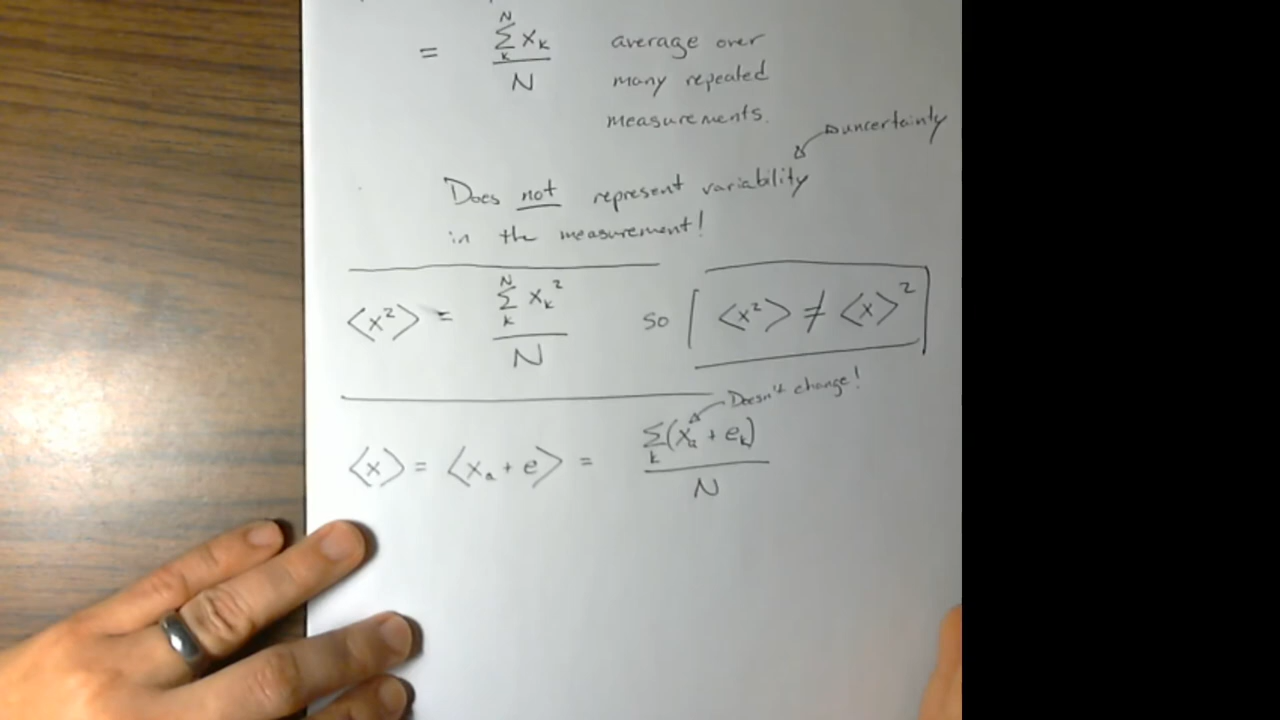 = Σ_k^N x_k / N average over
many repeated
measurements.
uncertainty
Does not represent variability
in the measurement!
<x²> = Σ_k^N x_k² / N so <x²> ≠ <x>²
Doesn't change!
<x> = <x_a + e> = Σ_k (x_a + e_k) / N